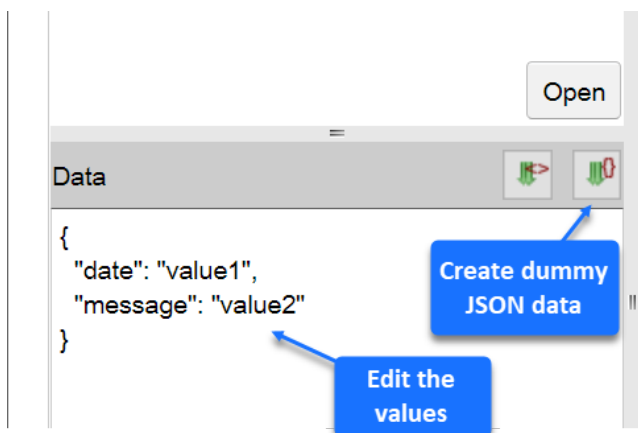 Open
Data
<>
{}
{
"date": "value1",
"message": "value2"
}
Create dummy
JSON data
Edit the
values